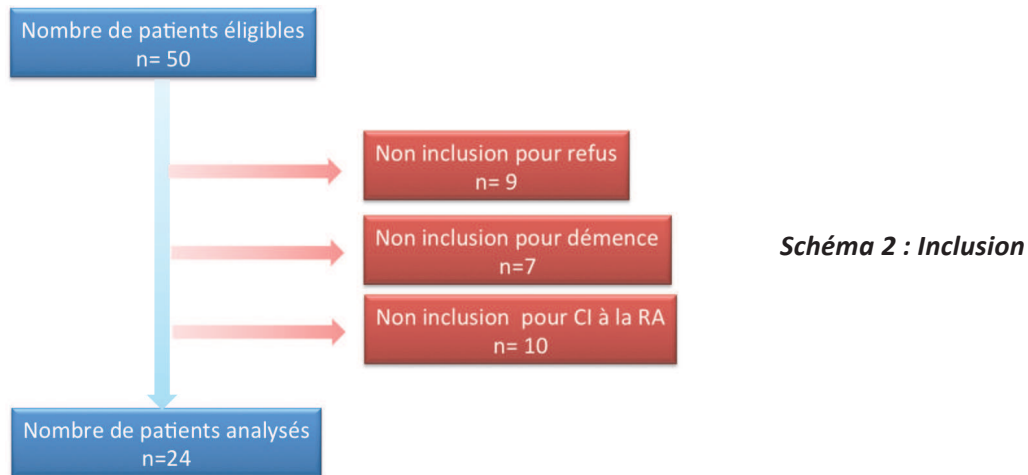 Nombre de patients éligibles
n= 50
Non inclusion pour refus
n= 9
Non inclusion pour démence
n=7
Schéma 2 : Inclusion
Non inclusion pour CI à la RA
n= 10
Nombre de patients analysés
n=24